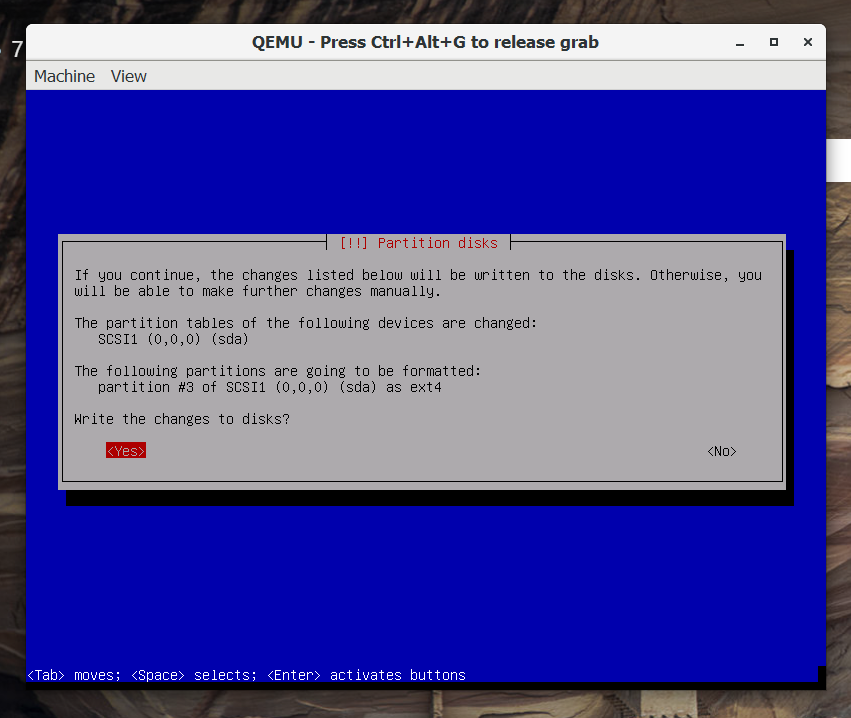 7
QEMU - Press Ctrl+Alt+G to release grab
Machine View
[!!] Partition disks
If you continue, the changes listed below will be written to the disks. Otherwise, you
will be able to make further changes manually.
The partition tables of the following devices are changed:
SCSI1 (0,0,0) (sda)
The following partitions are going to be formatted:
partition #3 of SCSI1 (0,0,0) (sda) as ext4
Write the changes to disks?
<Yes> <No>
<Tab> moves; <Space> selects; <Enter> activates buttons